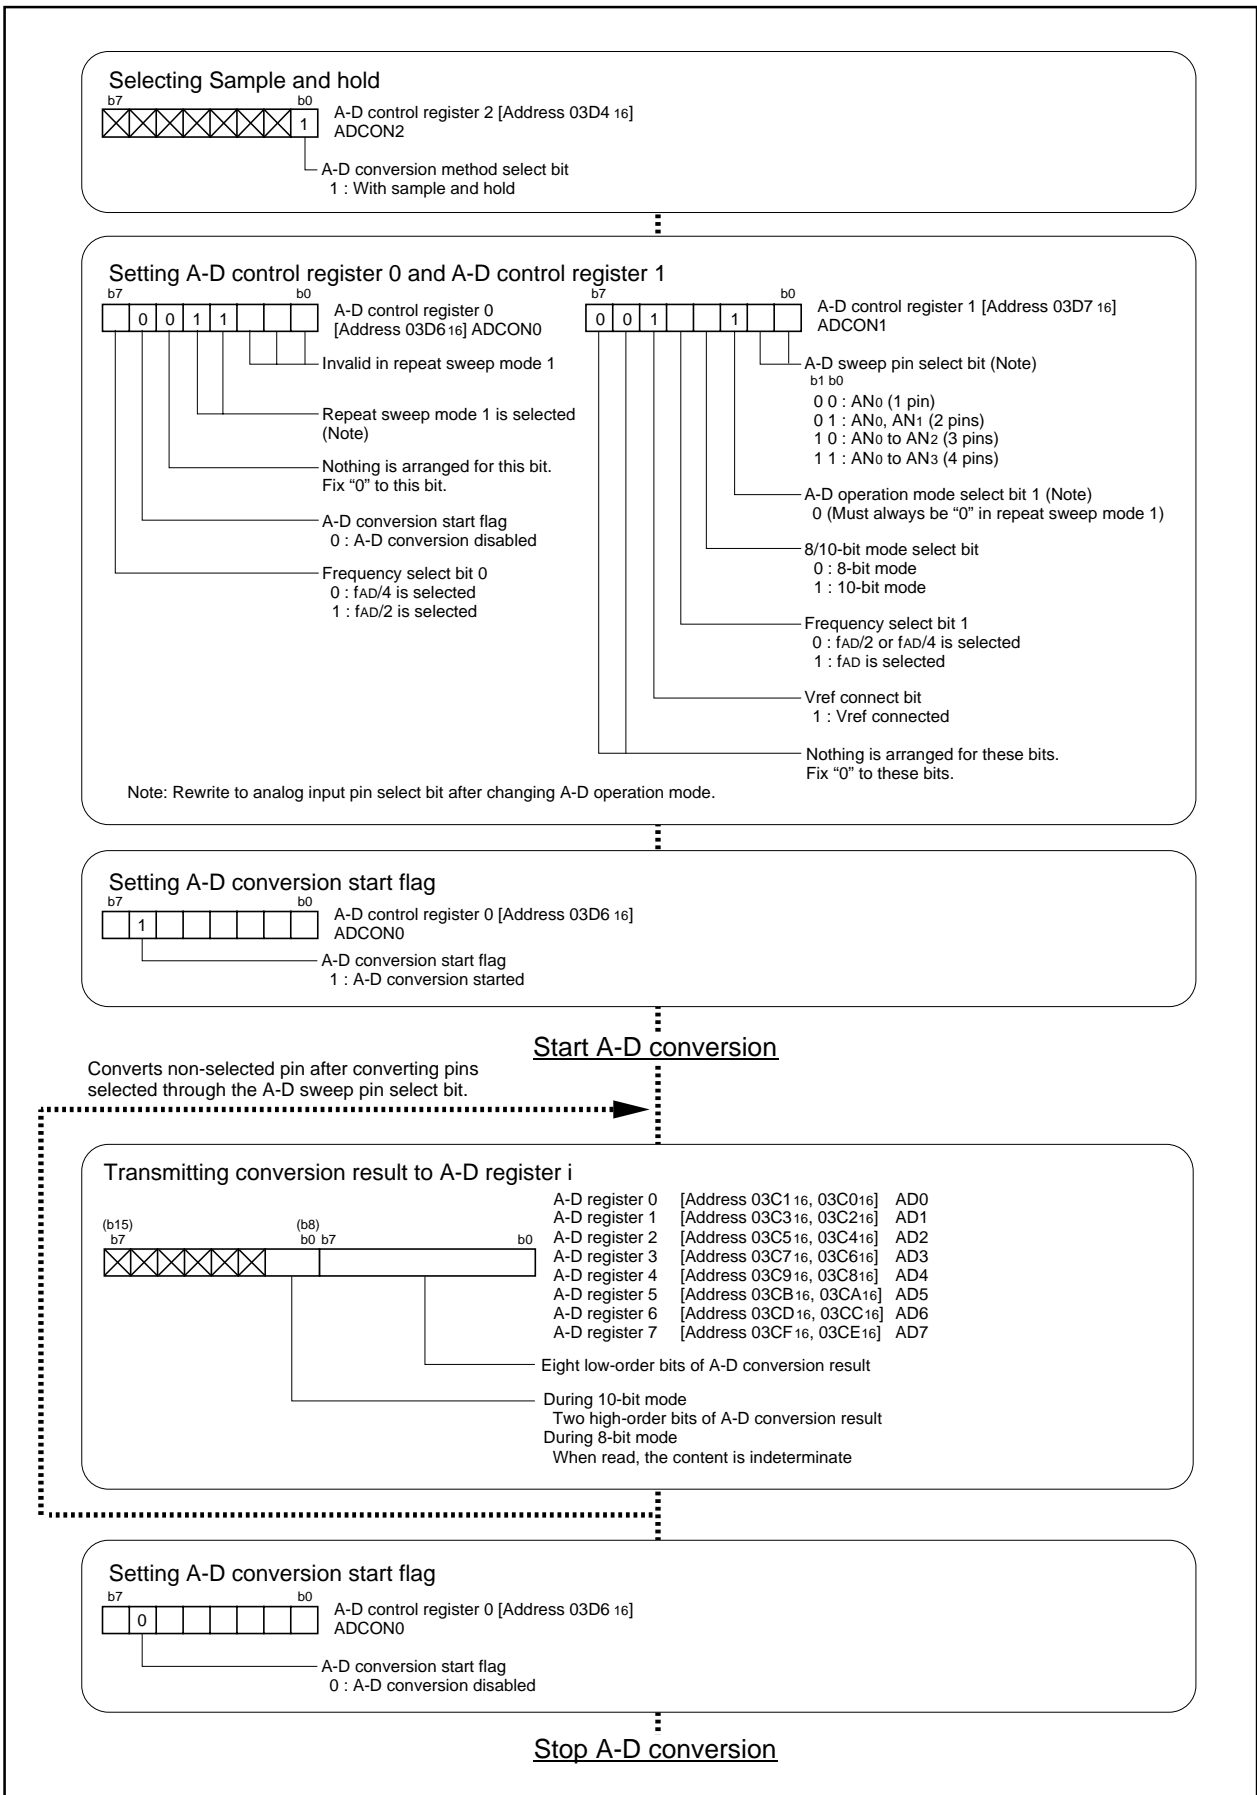 Selecting Sample and hold
b7 b0
1
A-D control register 2 [Address 03D4 16]
ADCON2
A-D conversion method select bit
1 : With sample and hold
Setting A-D control register 0 and A-D control register 1
b7 b0
0 0 1 1
A-D control register 0
[Address 03D6 16] ADCON0
Invalid in repeat sweep mode 1
Repeat sweep mode 1 is selected
(Note)
Nothing is arranged for this bit.
Fix “0” to this bit.
A-D conversion start flag
0 : A-D conversion disabled
Frequency select bit 0
0 : fAD/4 is selected
1 : fAD/2 is selected
b7 b0
0 0 1 1
A-D control register 1 [Address 03D7 16]
ADCON1
A-D sweep pin select bit (Note)
b1 b0
0 0 : AN0 (1 pin)
0 1 : AN0, AN1 (2 pins)
1 0 : AN0 to AN2 (3 pins)
1 1 : AN0 to AN3 (4 pins)
A-D operation mode select bit 1 (Note)
0 (Must always be “0” in repeat sweep mode 1)
8/10-bit mode select bit
0 : 8-bit mode
1 : 10-bit mode
Frequency select bit 1
0 : fAD/2 or fAD/4 is selected
1 : fAD is selected
Vref connect bit
1 : Vref connected
Nothing is arranged for these bits.
Fix “0” to these bits.
Note: Rewrite to analog input pin select bit after changing A-D operation mode.
Setting A-D conversion start flag
b7 b0
1
A-D control register 0 [Address 03D6 16]
ADCON0
A-D conversion start flag
1 : A-D conversion started
Start A-D conversion
Converts non-selected pin after converting pins
selected through the A-D sweep pin select bit.
Transmitting conversion result to A-D register i
(b15) (b8)
b7 b0 b7 b0
A-D register 0 [Address 03C1 16, 03C0 16] AD0
A-D register 1 [Address 03C3 16, 03C2 16] AD1
A-D register 2 [Address 03C5 16, 03C4 16] AD2
A-D register 3 [Address 03C7 16, 03C6 16] AD3
A-D register 4 [Address 03C9 16, 03C8 16] AD4
A-D register 5 [Address 03CB 16, 03CA 16] AD5
A-D register 6 [Address 03CD 16, 03CC 16] AD6
A-D register 7 [Address 03CF 16, 03CE 16] AD7
Eight low-order bits of A-D conversion result
During 10-bit mode
Two high-order bits of A-D conversion result
During 8-bit mode
When read, the content is indeterminate
Setting A-D conversion start flag
b7 b0
0
A-D control register 0 [Address 03D6 16]
ADCON0
A-D conversion start flag
0 : A-D conversion disabled
Stop A-D conversion